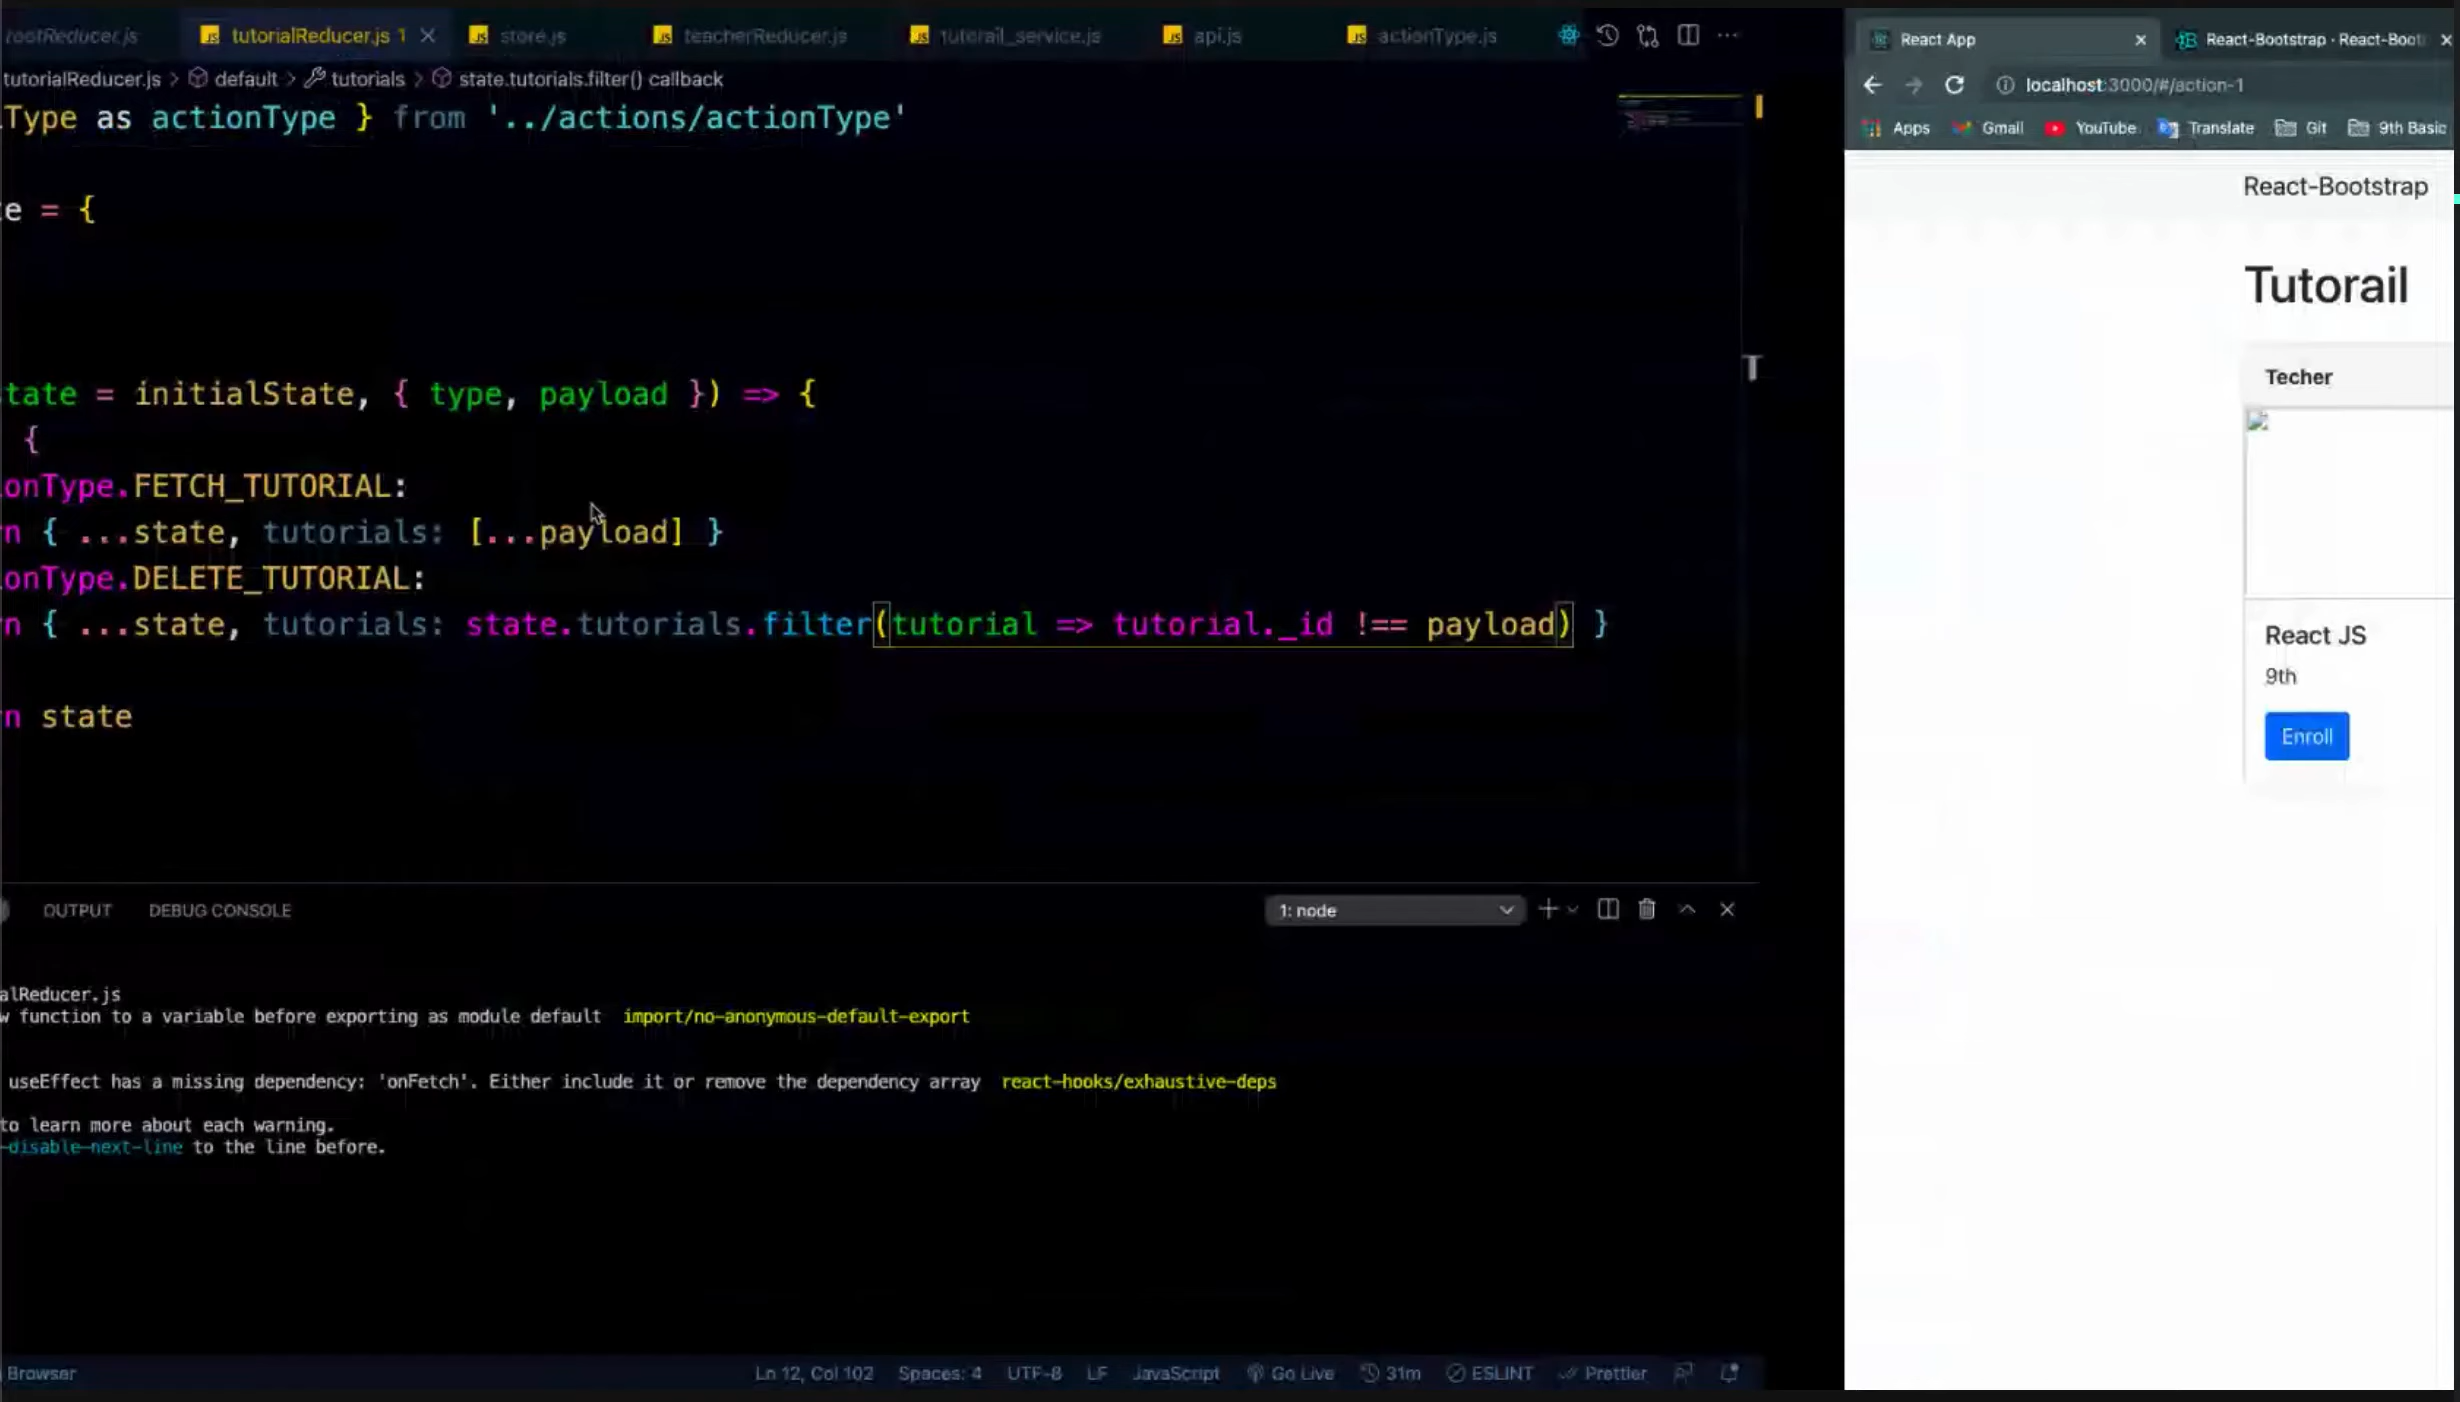 rootReducer.js tutorialReducer.js 1 store.js teacherReducer.js tutorail_service.js api.js actionType.js
tutorialReducer.js > default > tutorials > state.tutorials.filter() callback
Type as actionType } from '../actions/actionType'
e = {
tate = initialState, { type, payload }) => {
{
onType.FETCH_TUTORIAL:
n { ...state, tutorials: [...payload] }
onType.DELETE_TUTORIAL:
n { ...state, tutorials: state.tutorials.filter(tutorial => tutorial._id !== payload) }
n state
OUTPUT DEBUG CONSOLE 1: node
alReducer.js
w function to a variable before exporting as module default import/no-anonymous-default-export
useEffect has a missing dependency: 'onFetch'. Either include it or remove the dependency array react-hooks/exhaustive-deps
to learn more about each warning.
-disable-next-line to the line before.
Browser Ln 12, Col 102 Spaces: 4 UTF-8 LF JavaScript Go Live 31m ESLINT Prettier
React App React-Bootstrap · React-Boot
localhost:3000/#/action-1
Apps Gmail YouTube Translate Git 9th Basic
React-Bootstrap
Tutorail
Techer
React JS
9th
Enroll